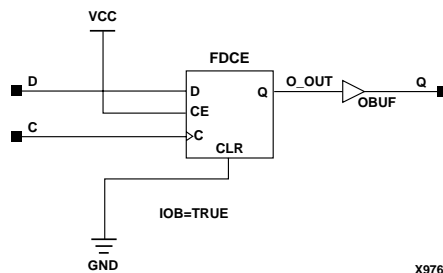 VCC
FDCE
D
D
Q
O_OUT
Q
CE
OBUF
C
C
CLR
IOB=TRUE
GND
X976